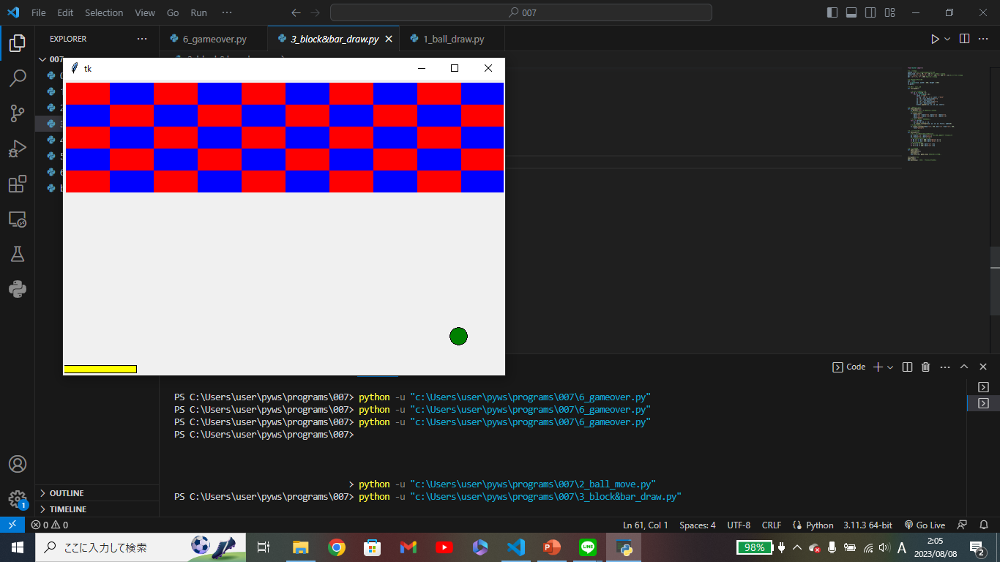 File Edit Selection View Go Run ··· 007
EXPLORER ···
6_gameover.py 3_block&bar_draw.py 1_ball_draw.py
007
tk
Code
PS C:\Users\user\pyws\programs\007> python -u "c:\Users\user\pyws\programs\007\6_gameover.py"
PS C:\Users\user\pyws\programs\007> python -u "c:\Users\user\pyws\programs\007\6_gameover.py"
PS C:\Users\user\pyws\programs\007> python -u "c:\Users\user\pyws\programs\007\6_gameover.py"
PS C:\Users\user\pyws\programs\007>
> python -u "c:\Users\user\pyws\programs\007\2_ball_move.py"
PS C:\Users\user\pyws\programs\007> python -u "c:\Users\user\pyws\programs\007\3_block&bar_draw.py"
OUTLINE
TIMELINE
1
0 0 Ln 61, Col 1 Spaces: 4 UTF-8 CRLF Python 3.11.3 64-bit Go Live
ここに入力して検索
98% A 2:05
2023/08/08 2